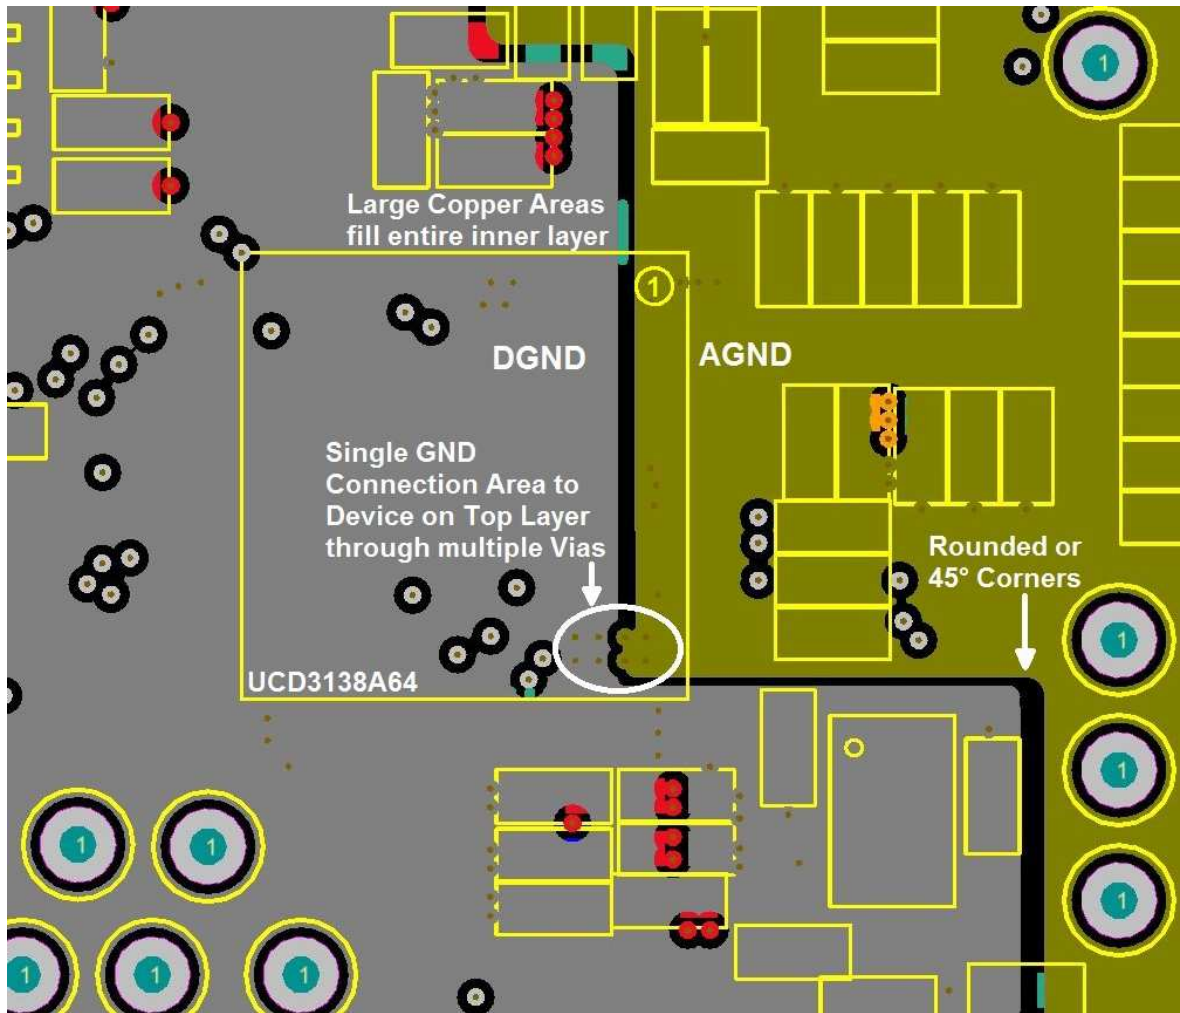 1
Large Copper Areas
fill entire inner layer
1
DGND
AGND
Single GND
Connection Area to
Device on Top Layer
through multiple Vias
Rounded or
45° Corners
1
UCD3138A64
1
1
1
1
1
1
1